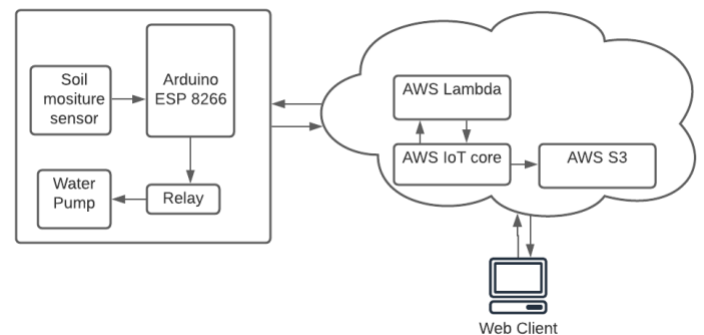 Soil
mositure
sensor
Arduino
ESP 8266
Water
Pump
Relay
AWS Lambda
AWS IoT core
AWS S3
Web Client